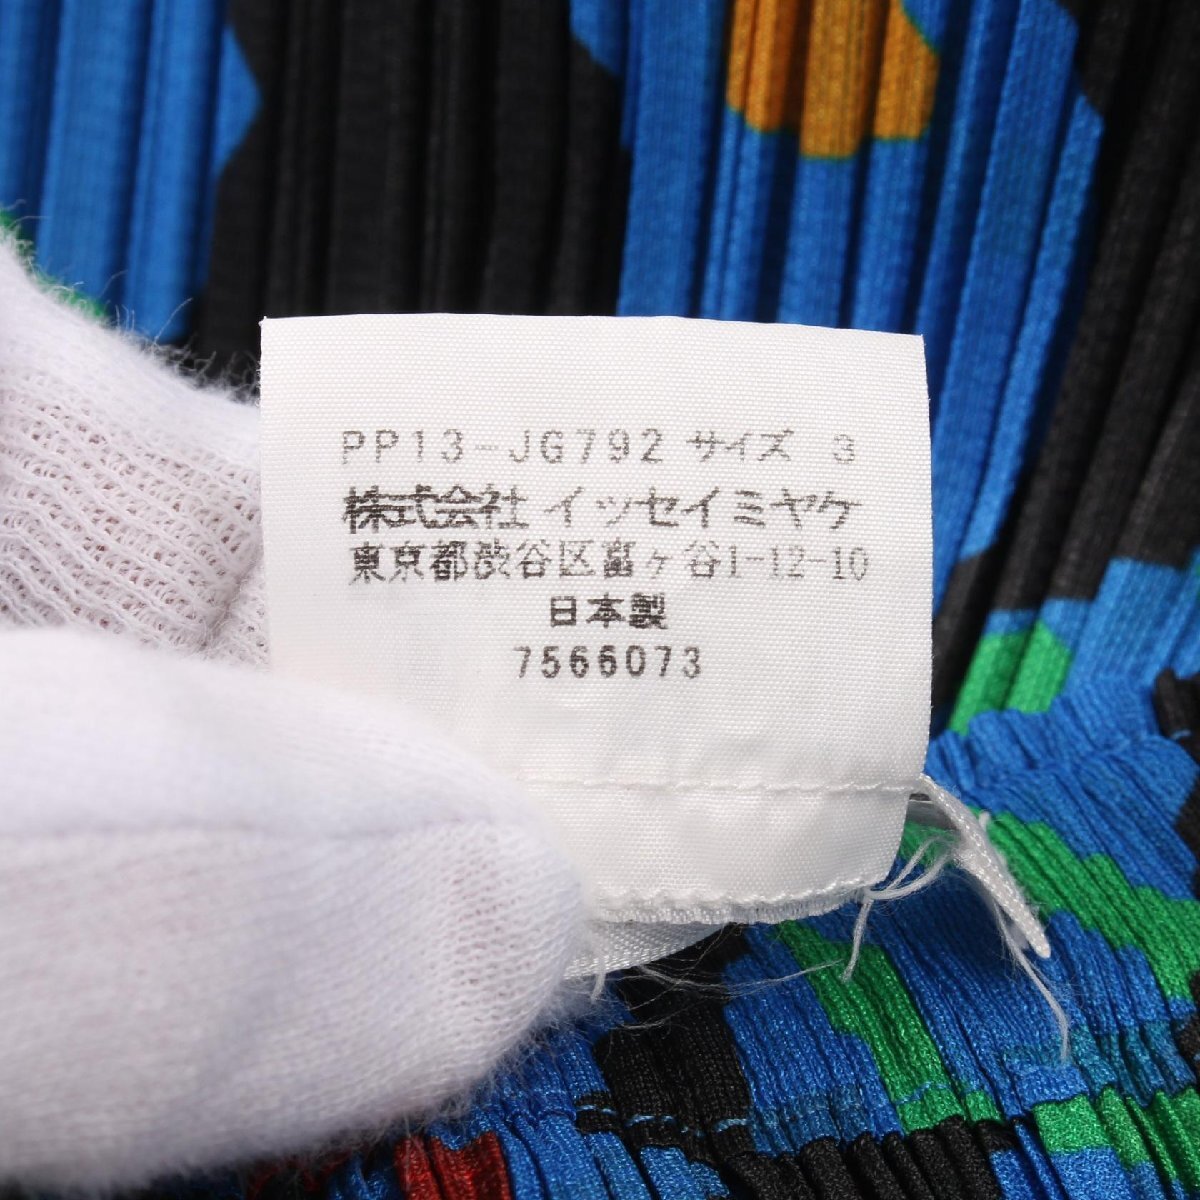 PP13-JG792 サイズ 3
株式会社 イッセイミヤケ
東京都渋谷区富ヶ谷1-12-10
日本製
7566073